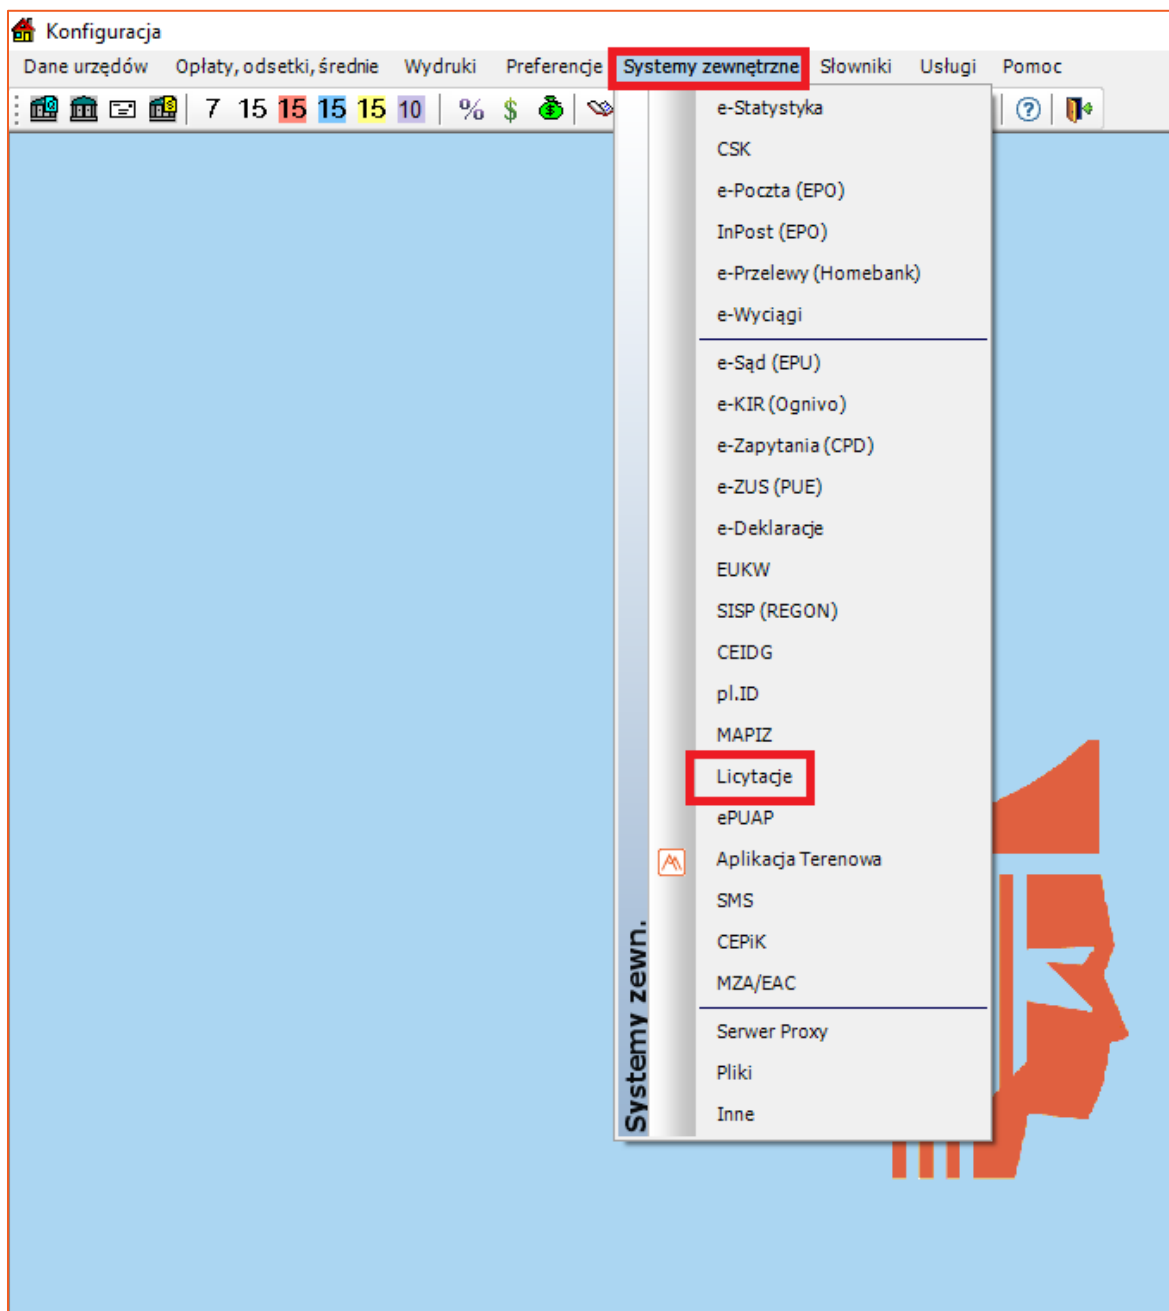 Konfiguracja
Dane urzędów Opłaty, odsetki, średnie Wydruki Preferencje Systemy zewnętrzne Słowniki Usługi Pomoc
7 15 15 15 15 10 % $ $ ?
e-Statystyka
CSK
e-Poczta (EPO)
InPost (EPO)
e-Przelewy (Homebank)
e-Wyciągi
e-Sąd (EPU)
e-KIR (Ognivo)
e-Zapytania (CPD)
e-ZUS (PUE)
e-Deklaracje
EUKW
SISP (REGON)
CEIDG
pl.ID
MAPIZ
Licytacje
ePUAP
Aplikacja Terenowa
SMS
CEPiK
MZA/EAC
Serwer Proxy
Pliki
Inne
Systemy zewn.